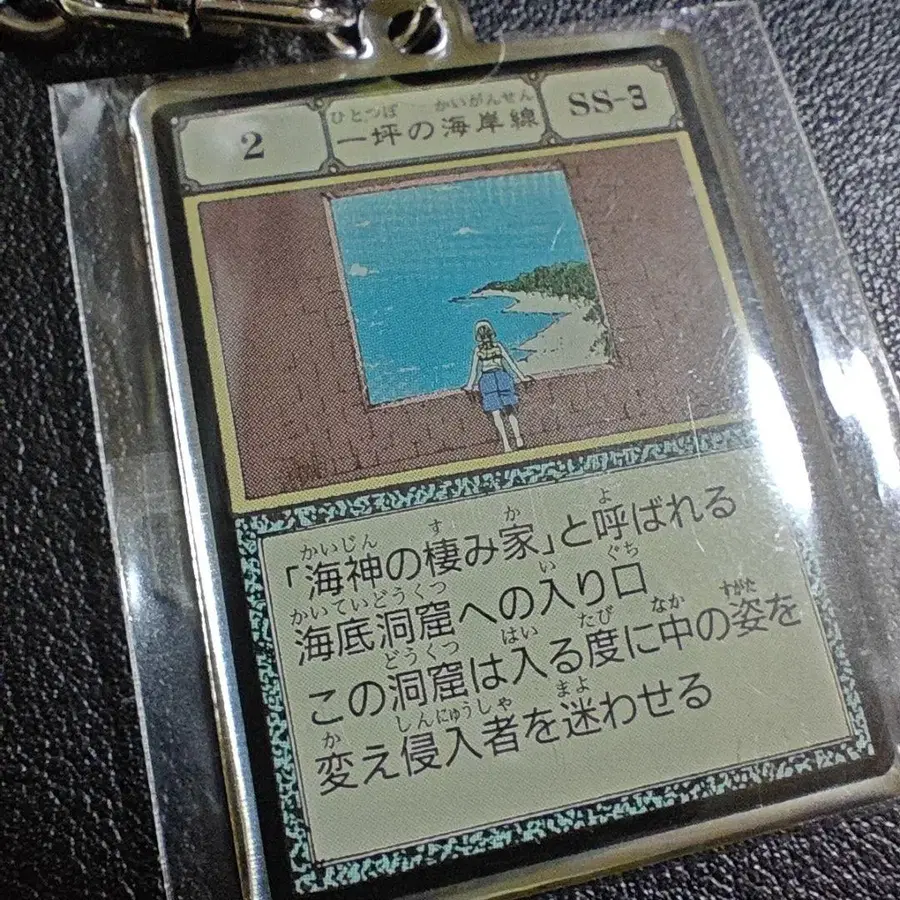 2
ひとつぼ かいがんせん
一坪の海岸線
SS-3
かいじん す か よ
「海神の棲み家」と呼ばれる
かいていどうくつ い ぐち
海底洞窟への入り口
どうくつ はい たび なか すがた
この洞窟は入る度に中の姿を
か しんにゅうしゃ まよ
変え侵入者を迷わせる